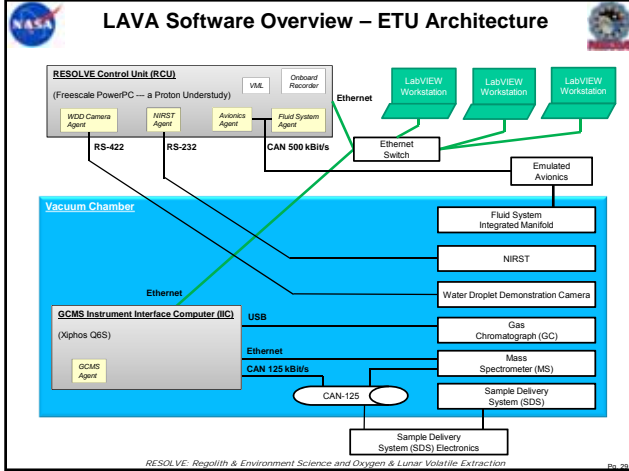 NASA
LAVA Software Overview – ETU Architecture
RESOLVE Control Unit (RCU)
(Freescale PowerPC --- a Proton Understudy)
VML
Onboard
Recorder
WDD Camera
Agent
NIRST
Agent
Avionics
Agent
Fluid System
Agent
RS-422
RS-232
CAN 500 kBit/s
Ethernet
LabVIEW
Workstation
LabVIEW
Workstation
LabVIEW
Workstation
Ethernet
Switch
Emulated
Avionics
Vacuum Chamber
Fluid System
Integrated Manifold
NIRST
Water Droplet Demonstration Camera
Ethernet
GCMS Instrument Interface Computer (IIC)
(Xiphos Q6S)
GCMS
Agent
USB
Gas
Chromatograph (GC)
Ethernet
CAN 125 kBit/s
Mass
Spectrometer (MS)
CAN-125
Sample Delivery
System (SDS)
Sample Delivery
System (SDS) Electronics
RESOLVE: Regolith & Environment Science and Oxygen & Lunar Volatile Extraction
Pg. 29